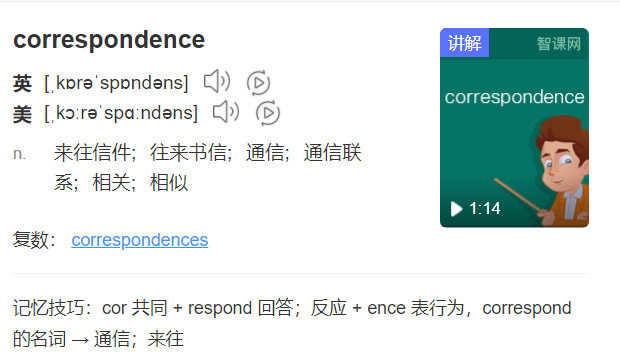 correspondence
英 [ˌkɒrəˈspɒndəns]
美 [ˌkɔːrəˈspɑːndəns]
n. 来往信件；往来书信；通信；通信联
系；相关；相似
复数： correspondences
记忆技巧：cor 共同 + respond 回答；反应 + ence 表行为，correspond
的名词 → 通信；来往
讲解 智课网
correspondence
1:14